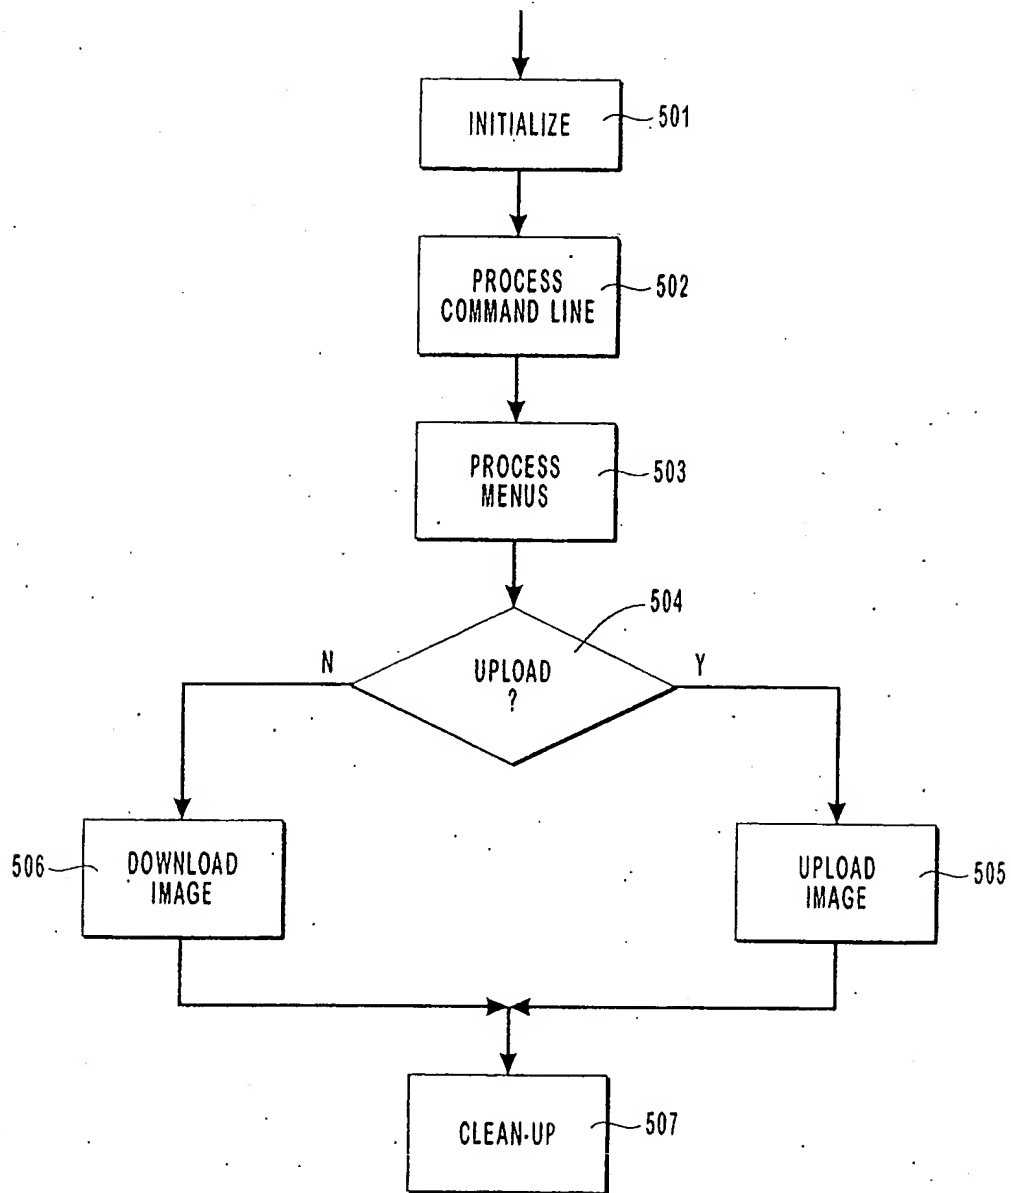 INITIALIZE
501
PROCESS
COMMAND LINE
502
PROCESS
MENUS
503
504
N
UPLOAD
?
Y
506
DOWNLOAD
IMAGE
UPLOAD
IMAGE
505
CLEAN-UP
507